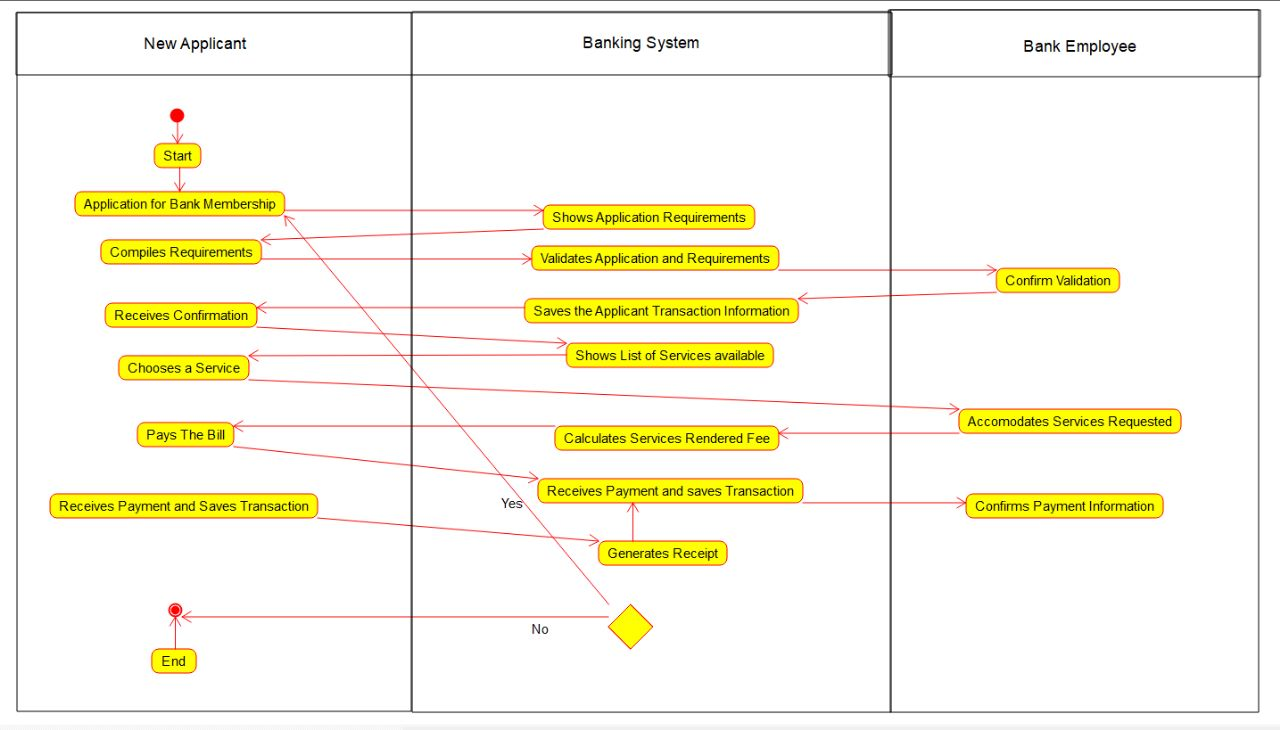 New Applicant
Banking System
Bank Employee
Start
Application for Bank Membership
Shows Application Requirements
Compiles Requirements
Validates Application and Requirements
Confirm Validation
Saves the Applicant Transaction Information
Receives Confirmation
Shows List of Services available
Chooses a Service
Accomodates Services Requested
Pays The Bill
Calculates Services Rendered Fee
Receives Payment and saves Transaction
Yes
Receives Payment and Saves Transaction
Confirms Payment Information
Generates Receipt
No
End